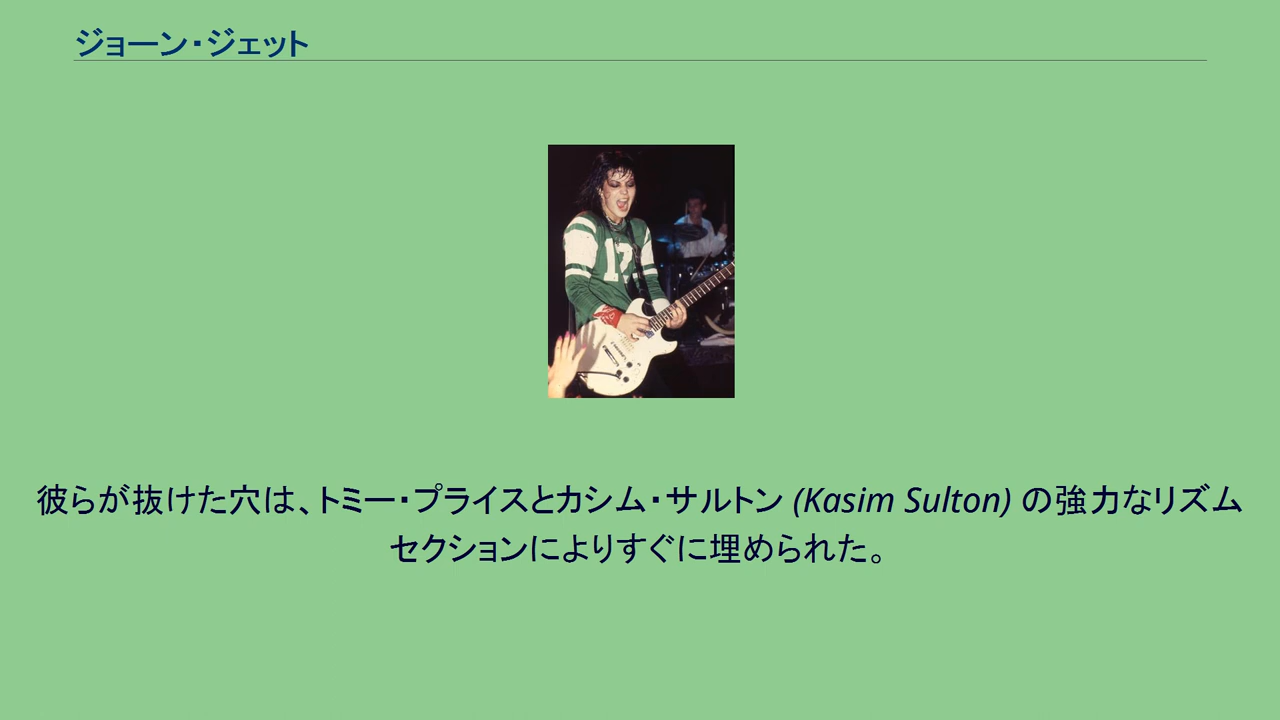 ジョーン・ジェット
17
彼らが抜けた穴は、トミー・プライスとカシム・サルトン (Kasim Sulton) の強力なリズム
セクションによりすぐに埋められた。